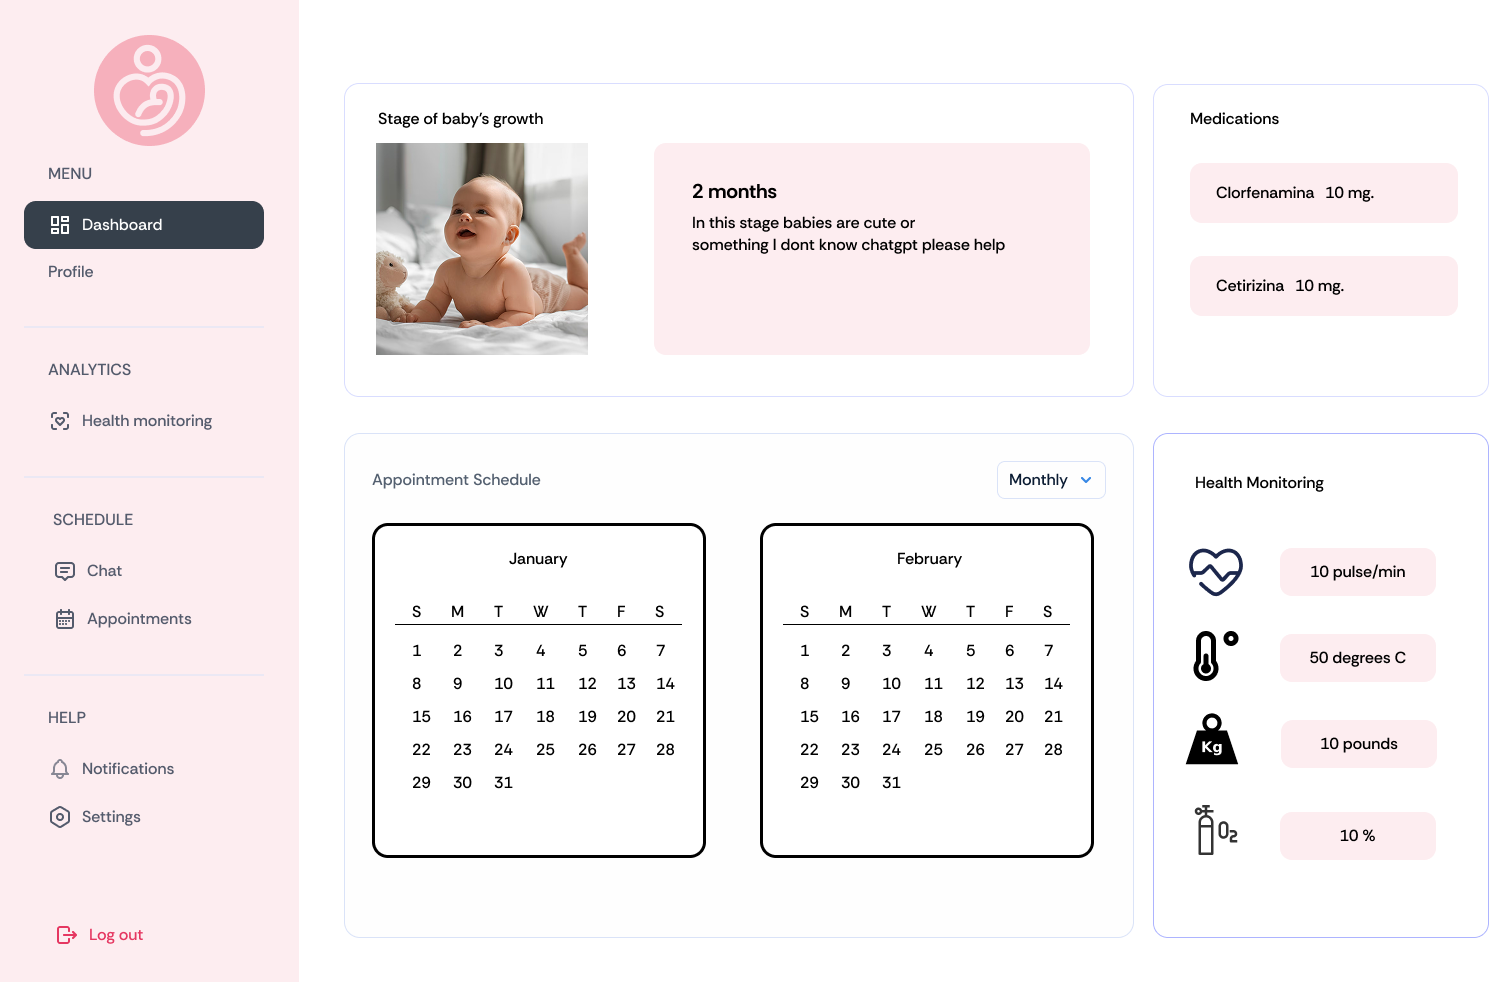 MENU
Dashboard
Profile
ANALYTICS
Health monitoring
SCHEDULE
Chat
Appointments
HELP
Notifications
Settings
Log out
Stage of baby's growth
2 months
In this stage babies are cute or
something I dont know chatgpt please help
Medications
Clorfenamina 10 mg.
Cetirizina 10 mg.
Appointment Schedule
Monthly
January
S M T W T F S
1 2 3 4 5 6 7
8 9 10 11 12 13 14
15 16 17 18 19 20 21
22 23 24 25 26 27 28
29 30 31
February
S M T W T F S
1 2 3 4 5 6 7
8 9 10 11 12 13 14
15 16 17 18 19 20 21
22 23 24 25 26 27 28
29 30 31
Health Monitoring
10 pulse/min
50 degrees C
Kg
10 pounds
O2
10 %